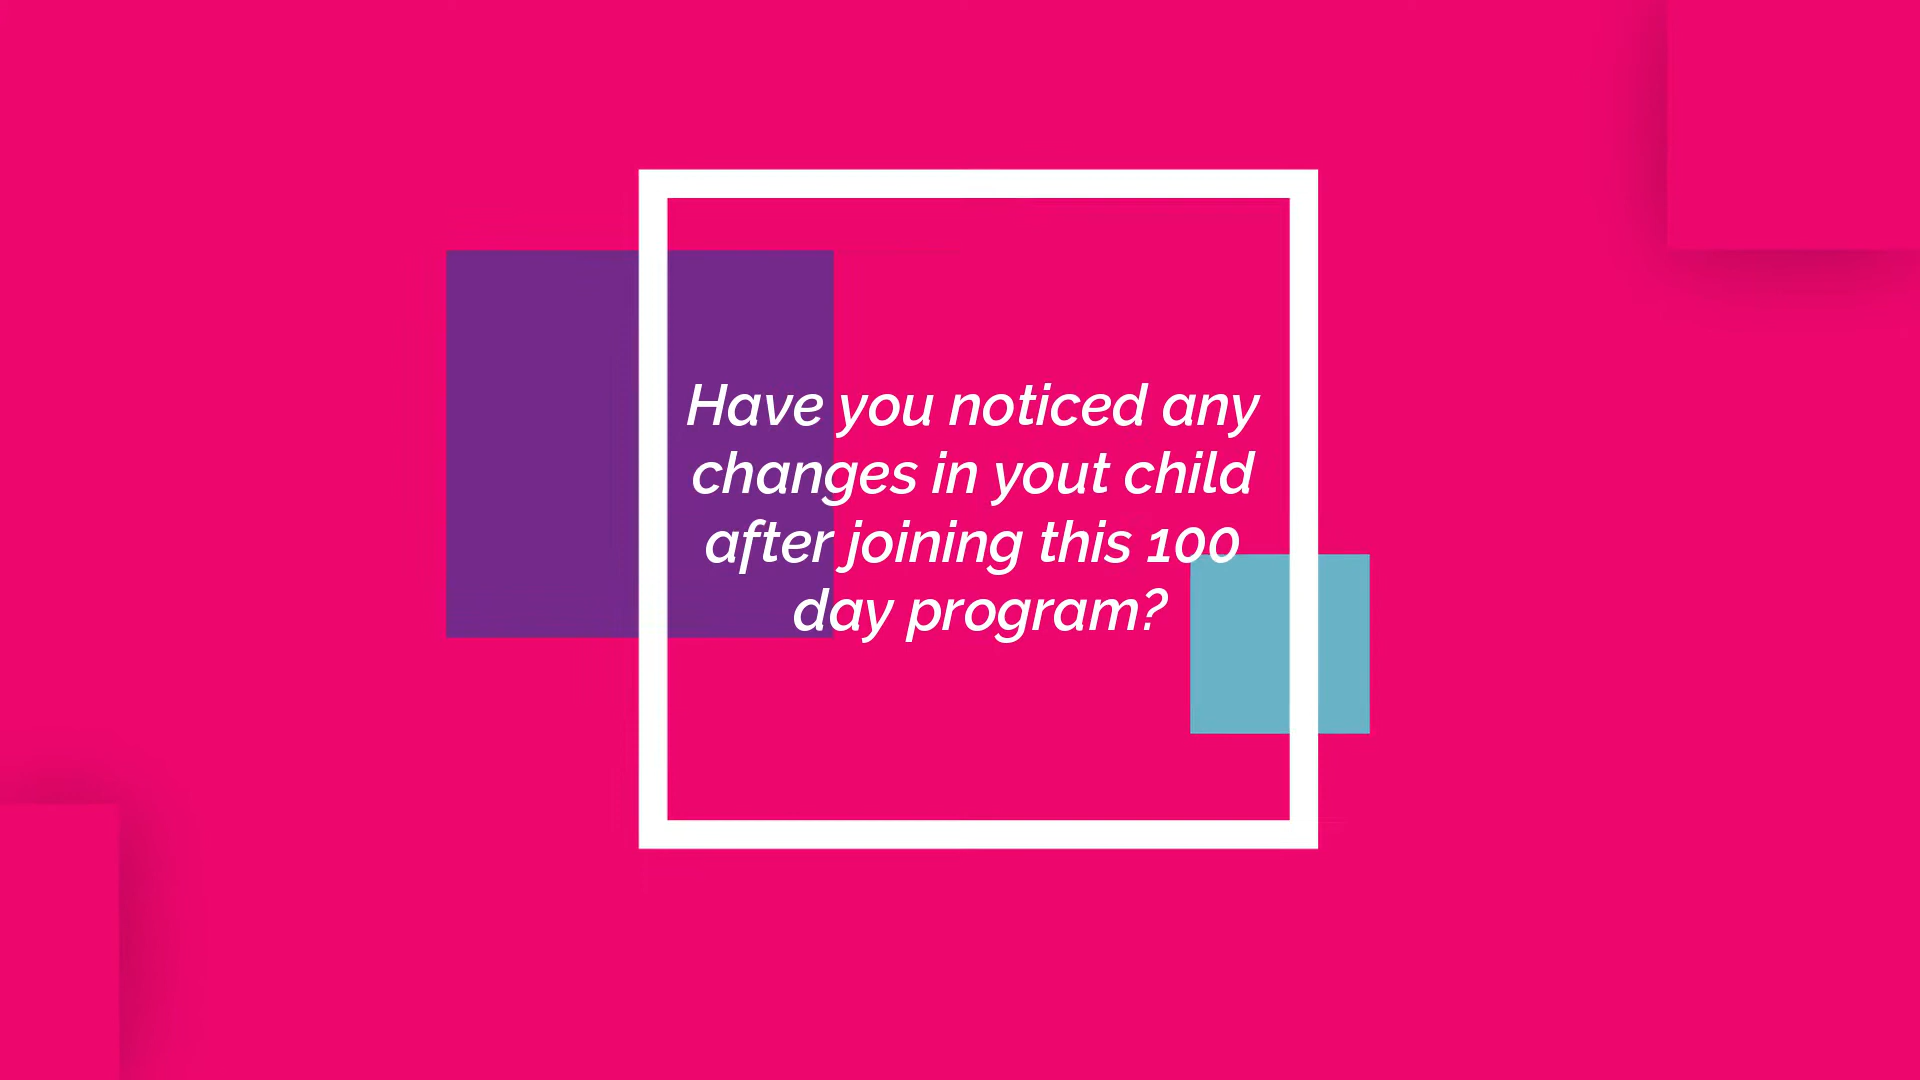 Have you noticed any
changes in yout child
after joining this 100
day program?